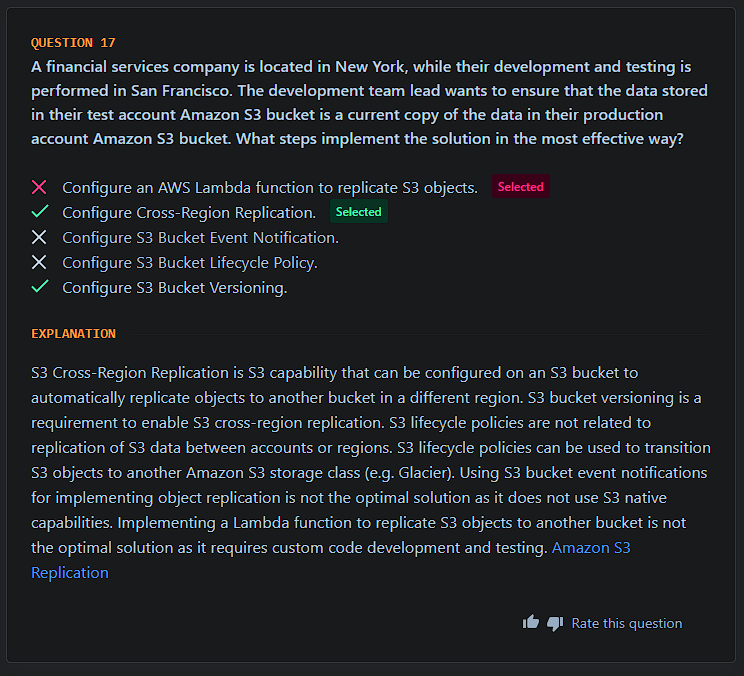 QUESTION 17
A financial services company is located in New York, while their development and testing is
performed in San Francisco. The development team lead wants to ensure that the data stored
in their test account Amazon S3 bucket is a current copy of the data in their production
account Amazon S3 bucket. What steps implement the solution in the most effective way?
Configure an AWS Lambda function to replicate S3 objects. Selected
Configure Cross-Region Replication. Selected
Configure S3 Bucket Event Notification.
Configure S3 Bucket Lifecycle Policy.
Configure S3 Bucket Versioning.
EXPLANATION
S3 Cross-Region Replication is S3 capability that can be configured on an S3 bucket to
automatically replicate objects to another bucket in a different region. S3 bucket versioning is a
requirement to enable S3 cross-region replication. S3 lifecycle policies are not related to
replication of S3 data between accounts or regions. S3 lifecycle policies can be used to transition
S3 objects to another Amazon S3 storage class (e.g. Glacier). Using S3 bucket event notifications
for implementing object replication is not the optimal solution as it does not use S3 native
capabilities. Implementing a Lambda function to replicate S3 objects to another bucket is not
the optimal solution as it requires custom code development and testing. Amazon S3
Replication
Rate this question